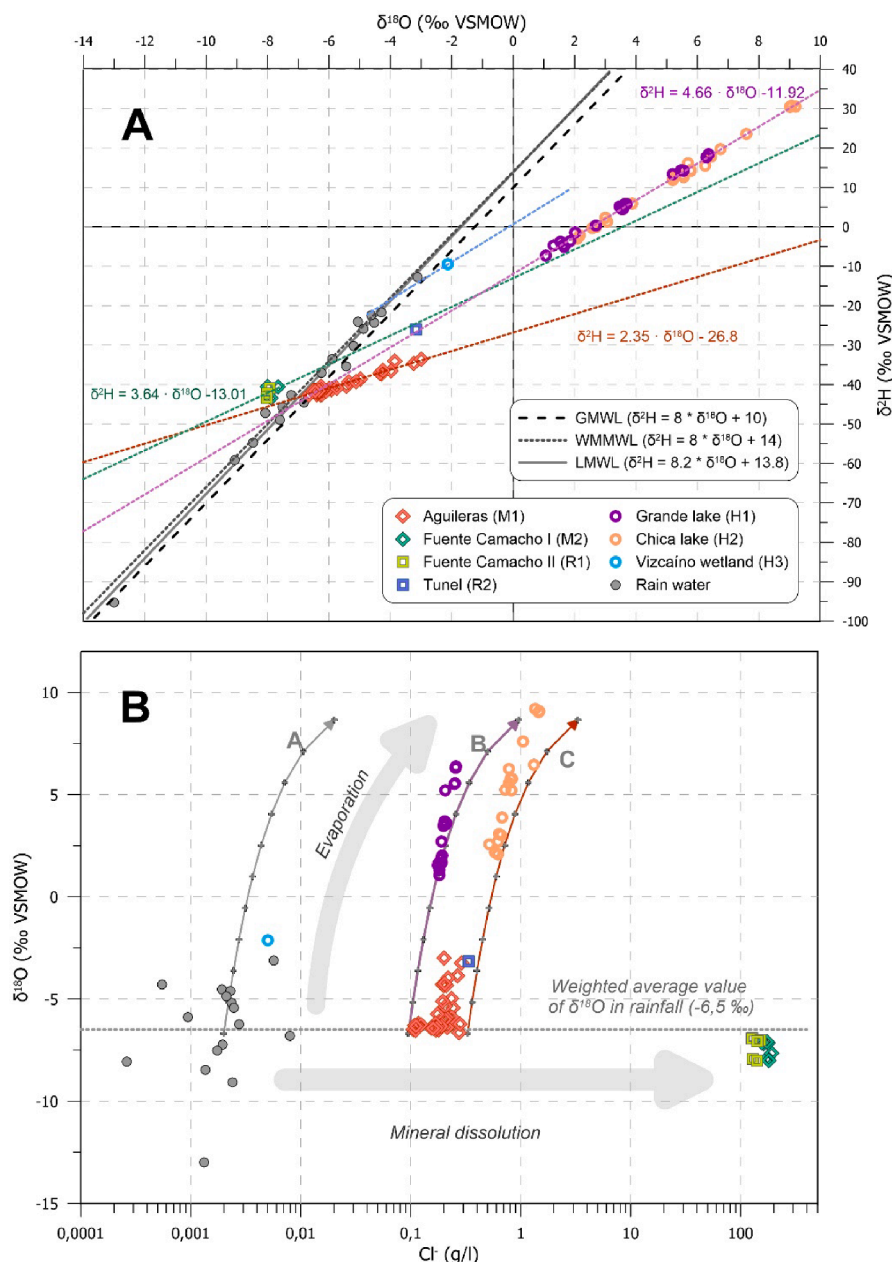 δ¹⁸O (‰ VSMOW)
-14 -12 -10 -8 -6 -4 -2 0 2 4 6 8 10
A
δ²H = 4.66 · δ¹⁸O -11.92
δ²H = 2.35 · δ¹⁸O - 26.8
δ²H = 3.64 · δ¹⁸O -13.01
40
30
20
10
0
-10
-20
-30
-40
-50
-60
-70
-80
-90
-100
δ²H (‰ VSMOW)
GMWL (δ²H = 8 * δ¹⁸O + 10)
WMMWL (δ²H = 8 * δ¹⁸O + 14)
LMWL (δ²H = 8.2 * δ¹⁸O + 13.8)
Aguileras (M1)
Fuente Camacho I (M2)
Fuente Camacho II (R1)
Tunel (R2)
Grande lake (H1)
Chica lake (H2)
Vizcaíno wetland (H3)
Rain water
B
A
B
C
Evaporation
Weighted average value
of δ¹⁸O in rainfall (-6,5 ‰)
Mineral dissolution
δ¹⁸O (‰ VSMOW)
10
5
0
-5
-10
-15
0,0001 0,001 0,01 0,1 1 10 100
Cl⁻ (g/l)